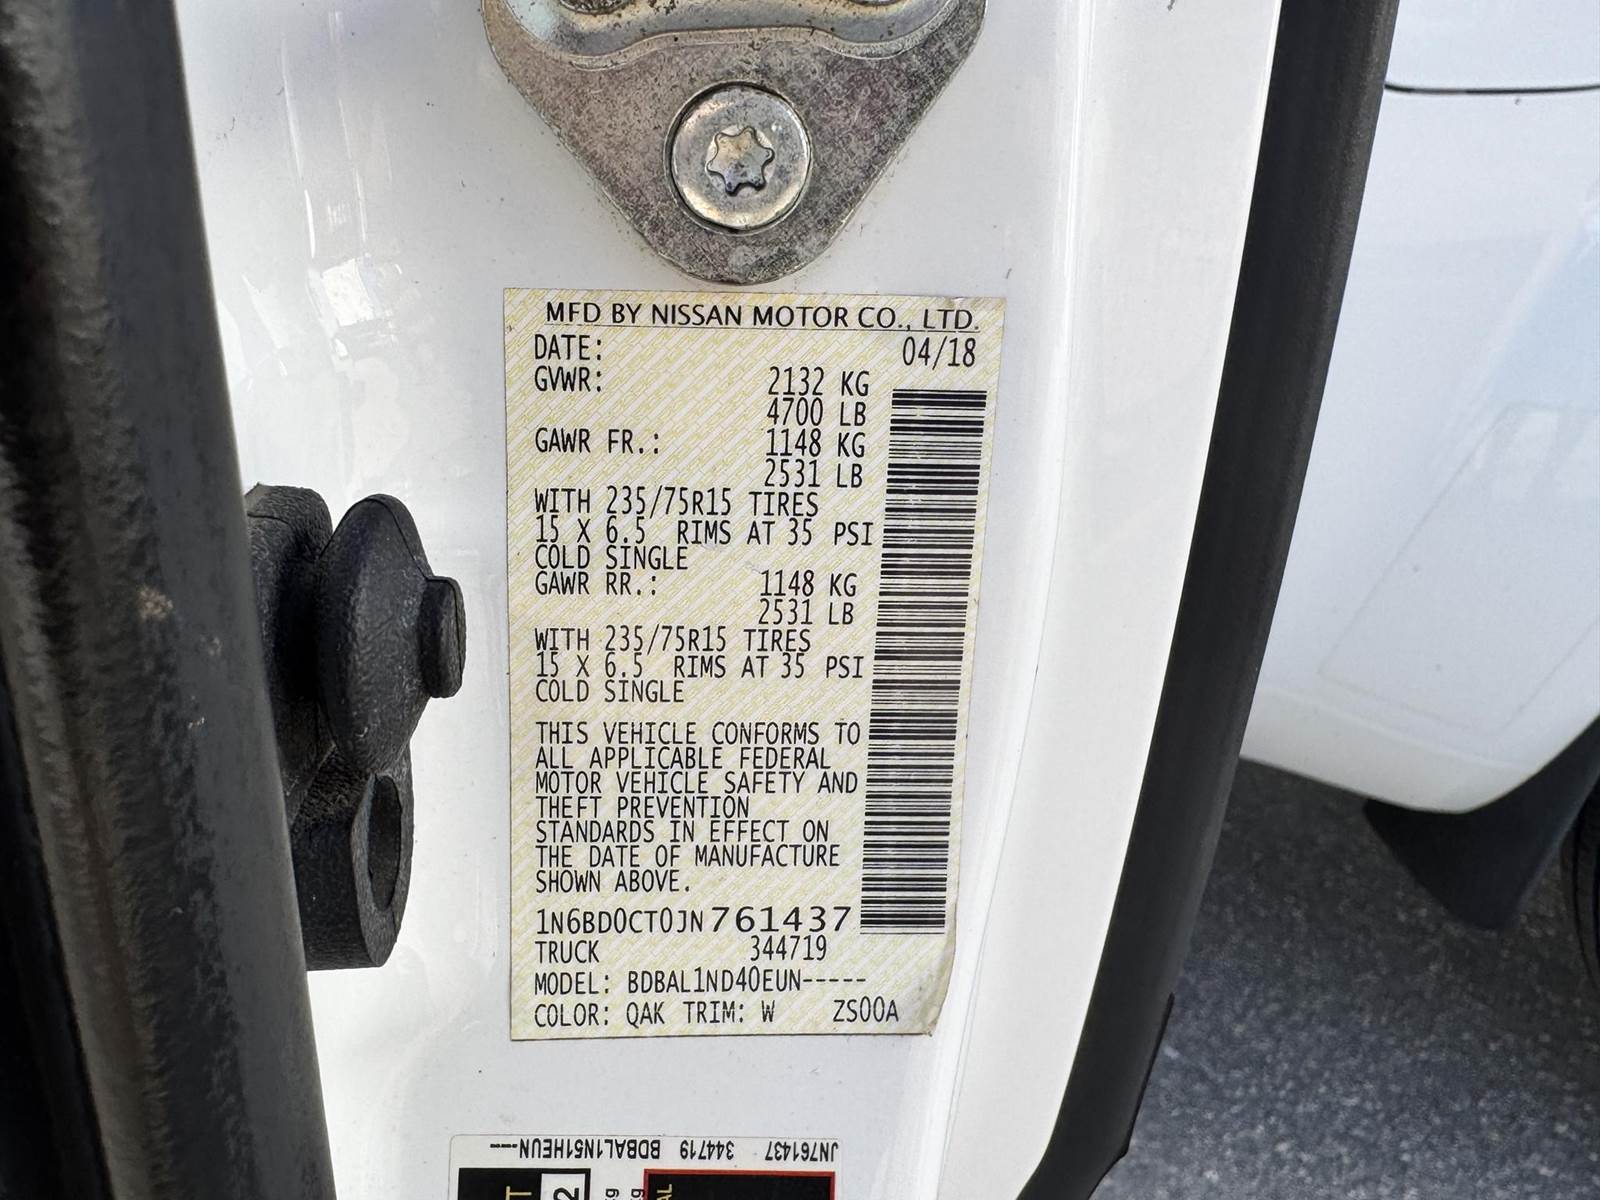 MFD BY NISSAN MOTOR CO., LTD.
DATE: 04/18
GVWR: 2132 KG
4700 LB
GAWR FR.: 1148 KG
2531 LB
WITH 235/75R15 TIRES
15 X 6.5 RIMS AT 35 PSI
COLD SINGLE
GAWR RR.: 1148 KG
2531 LB
WITH 235/75R15 TIRES
15 X 6.5 RIMS AT 35 PSI
COLD SINGLE
THIS VEHICLE CONFORMS TO
ALL APPLICABLE FEDERAL
MOTOR VEHICLE SAFETY AND
THEFT PREVENTION
STANDARDS IN EFFECT ON
THE DATE OF MANUFACTURE
SHOWN ABOVE.
1N6BD0CT0JN761437
TRUCK 344719
MODEL: BDBAL1ND40EUN-----
COLOR: QAK TRIM: W ZS00A
JN761437 344719 BDBAL1N51HEUN----